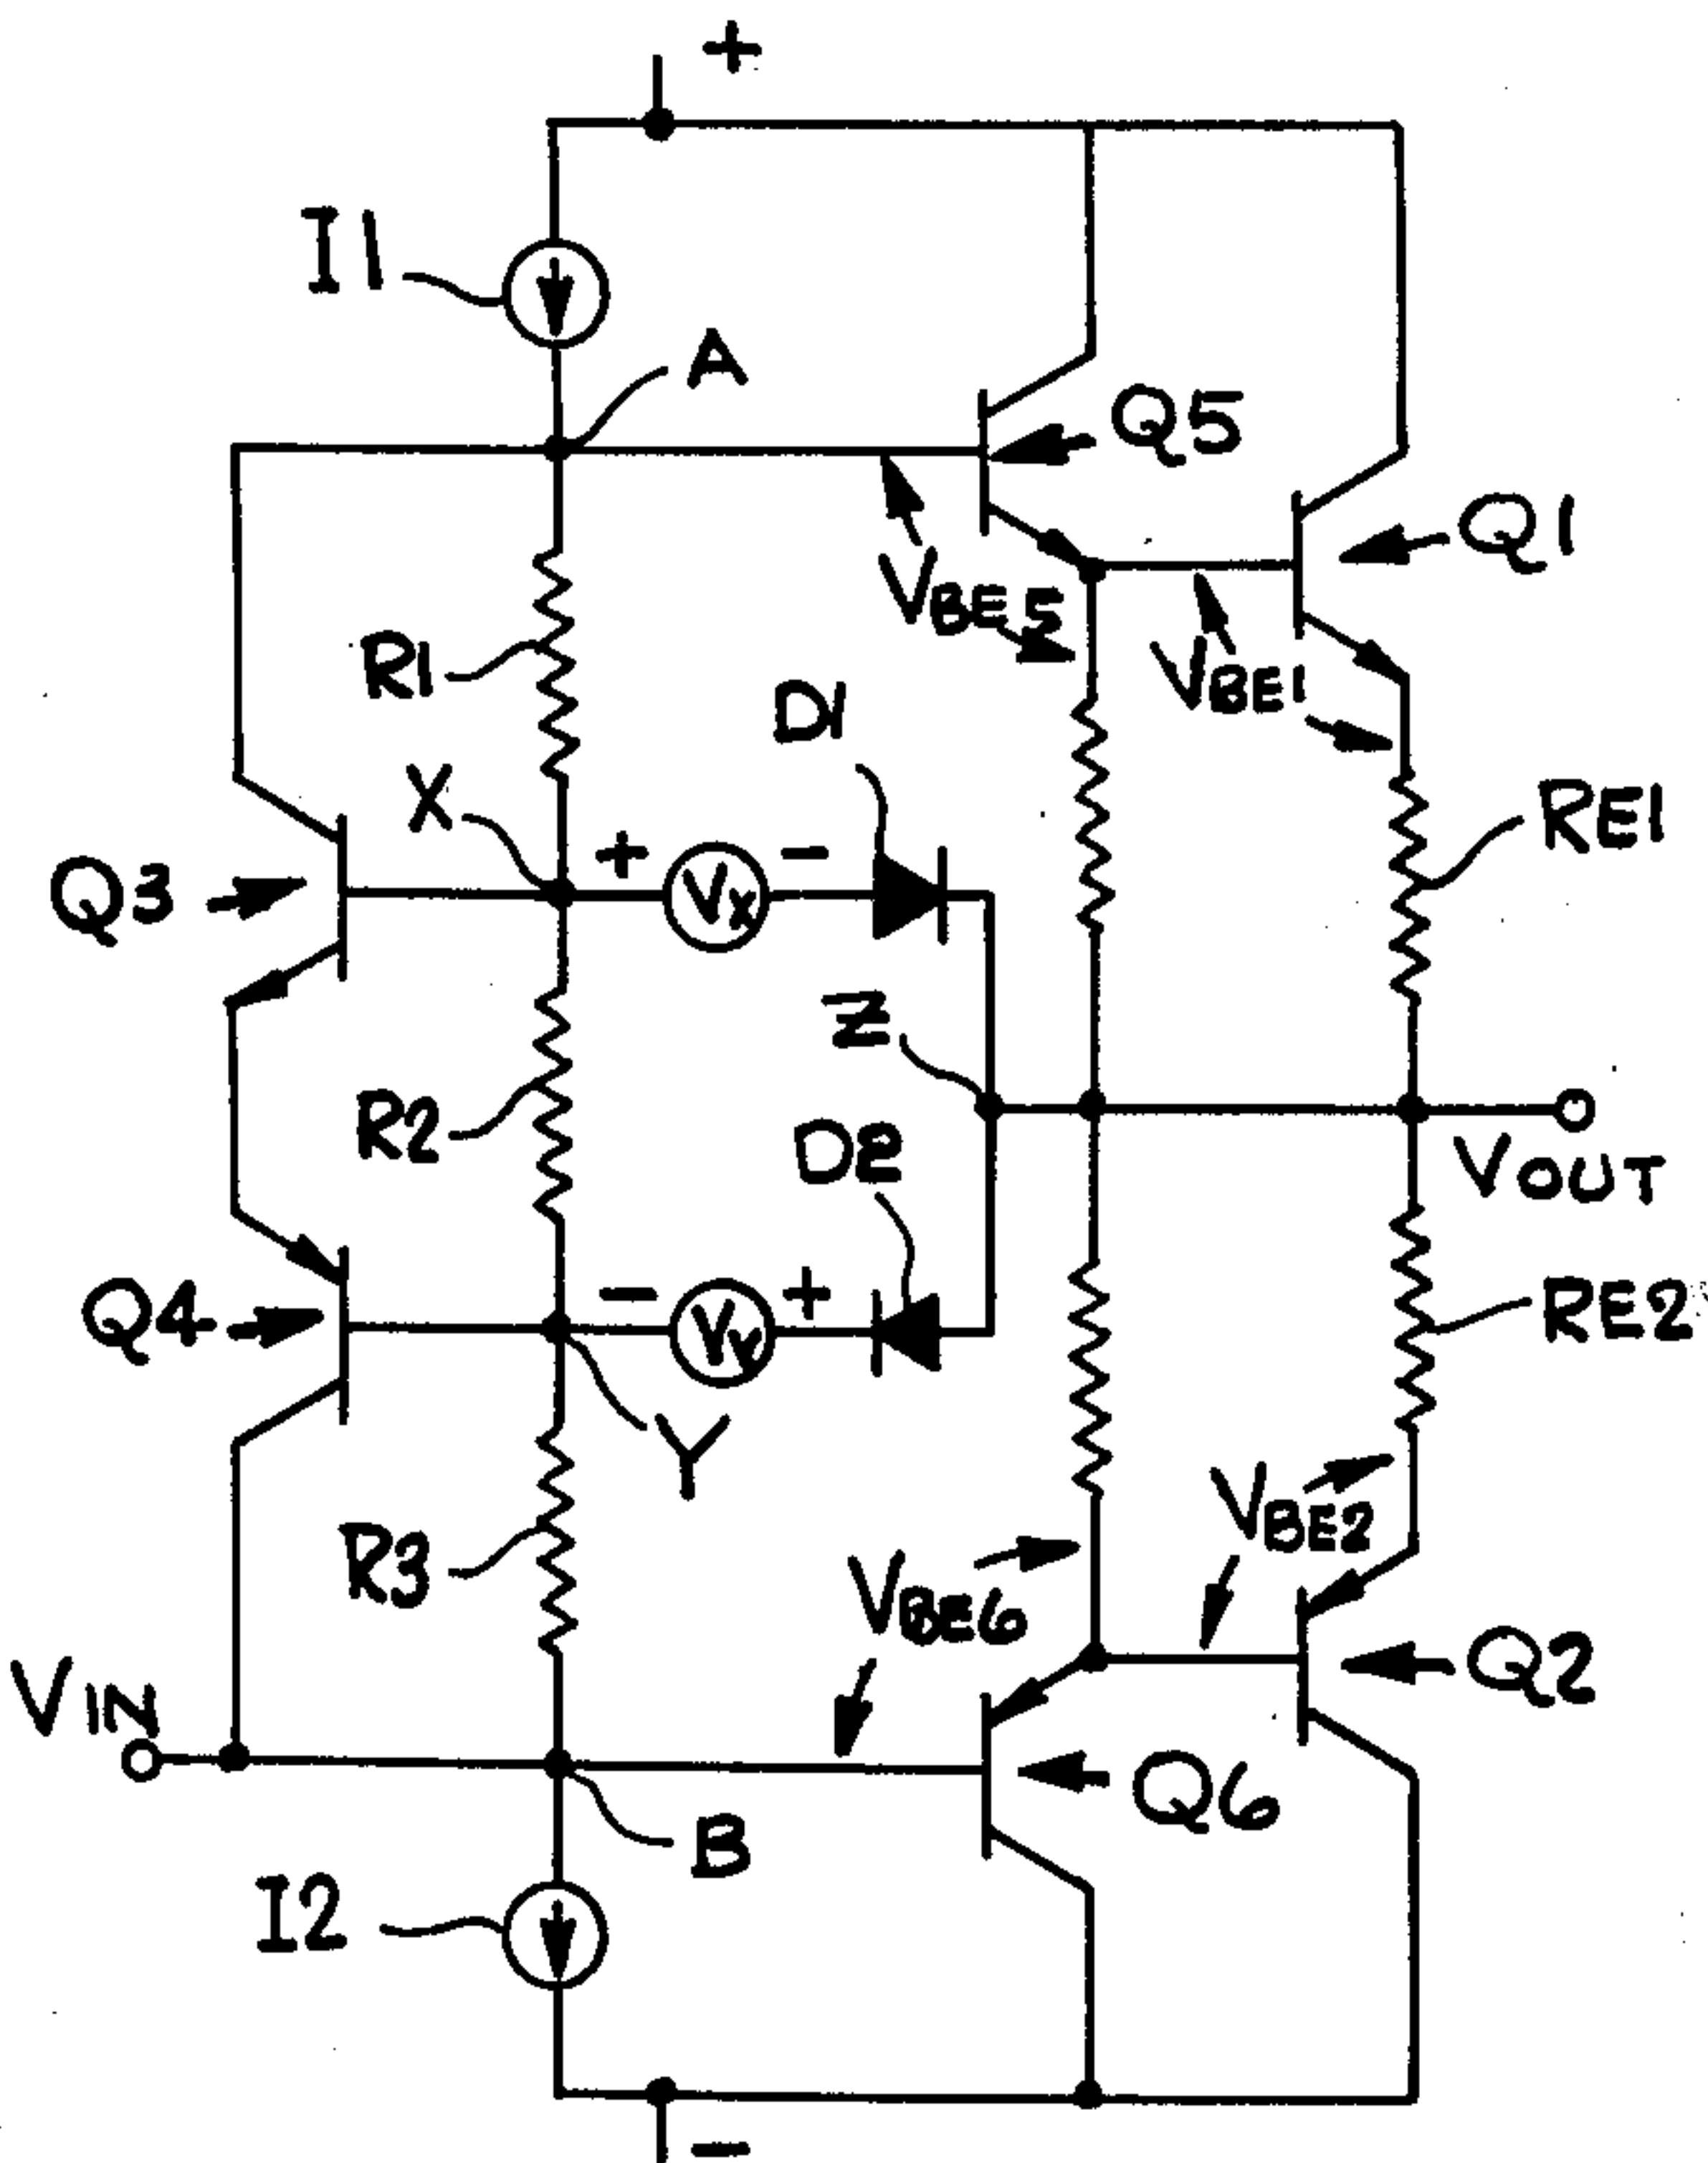 +
I1
A
Q5
Q1
VBE5
R1
VBE1
D1
X
RE1
+
-
Q3
VX
Z
R2
D2
VOUT
-
+
Q4
VY
RE2
Y
VBE2
R3
VBE6
VIN
Q2
Q6
B
I2
-